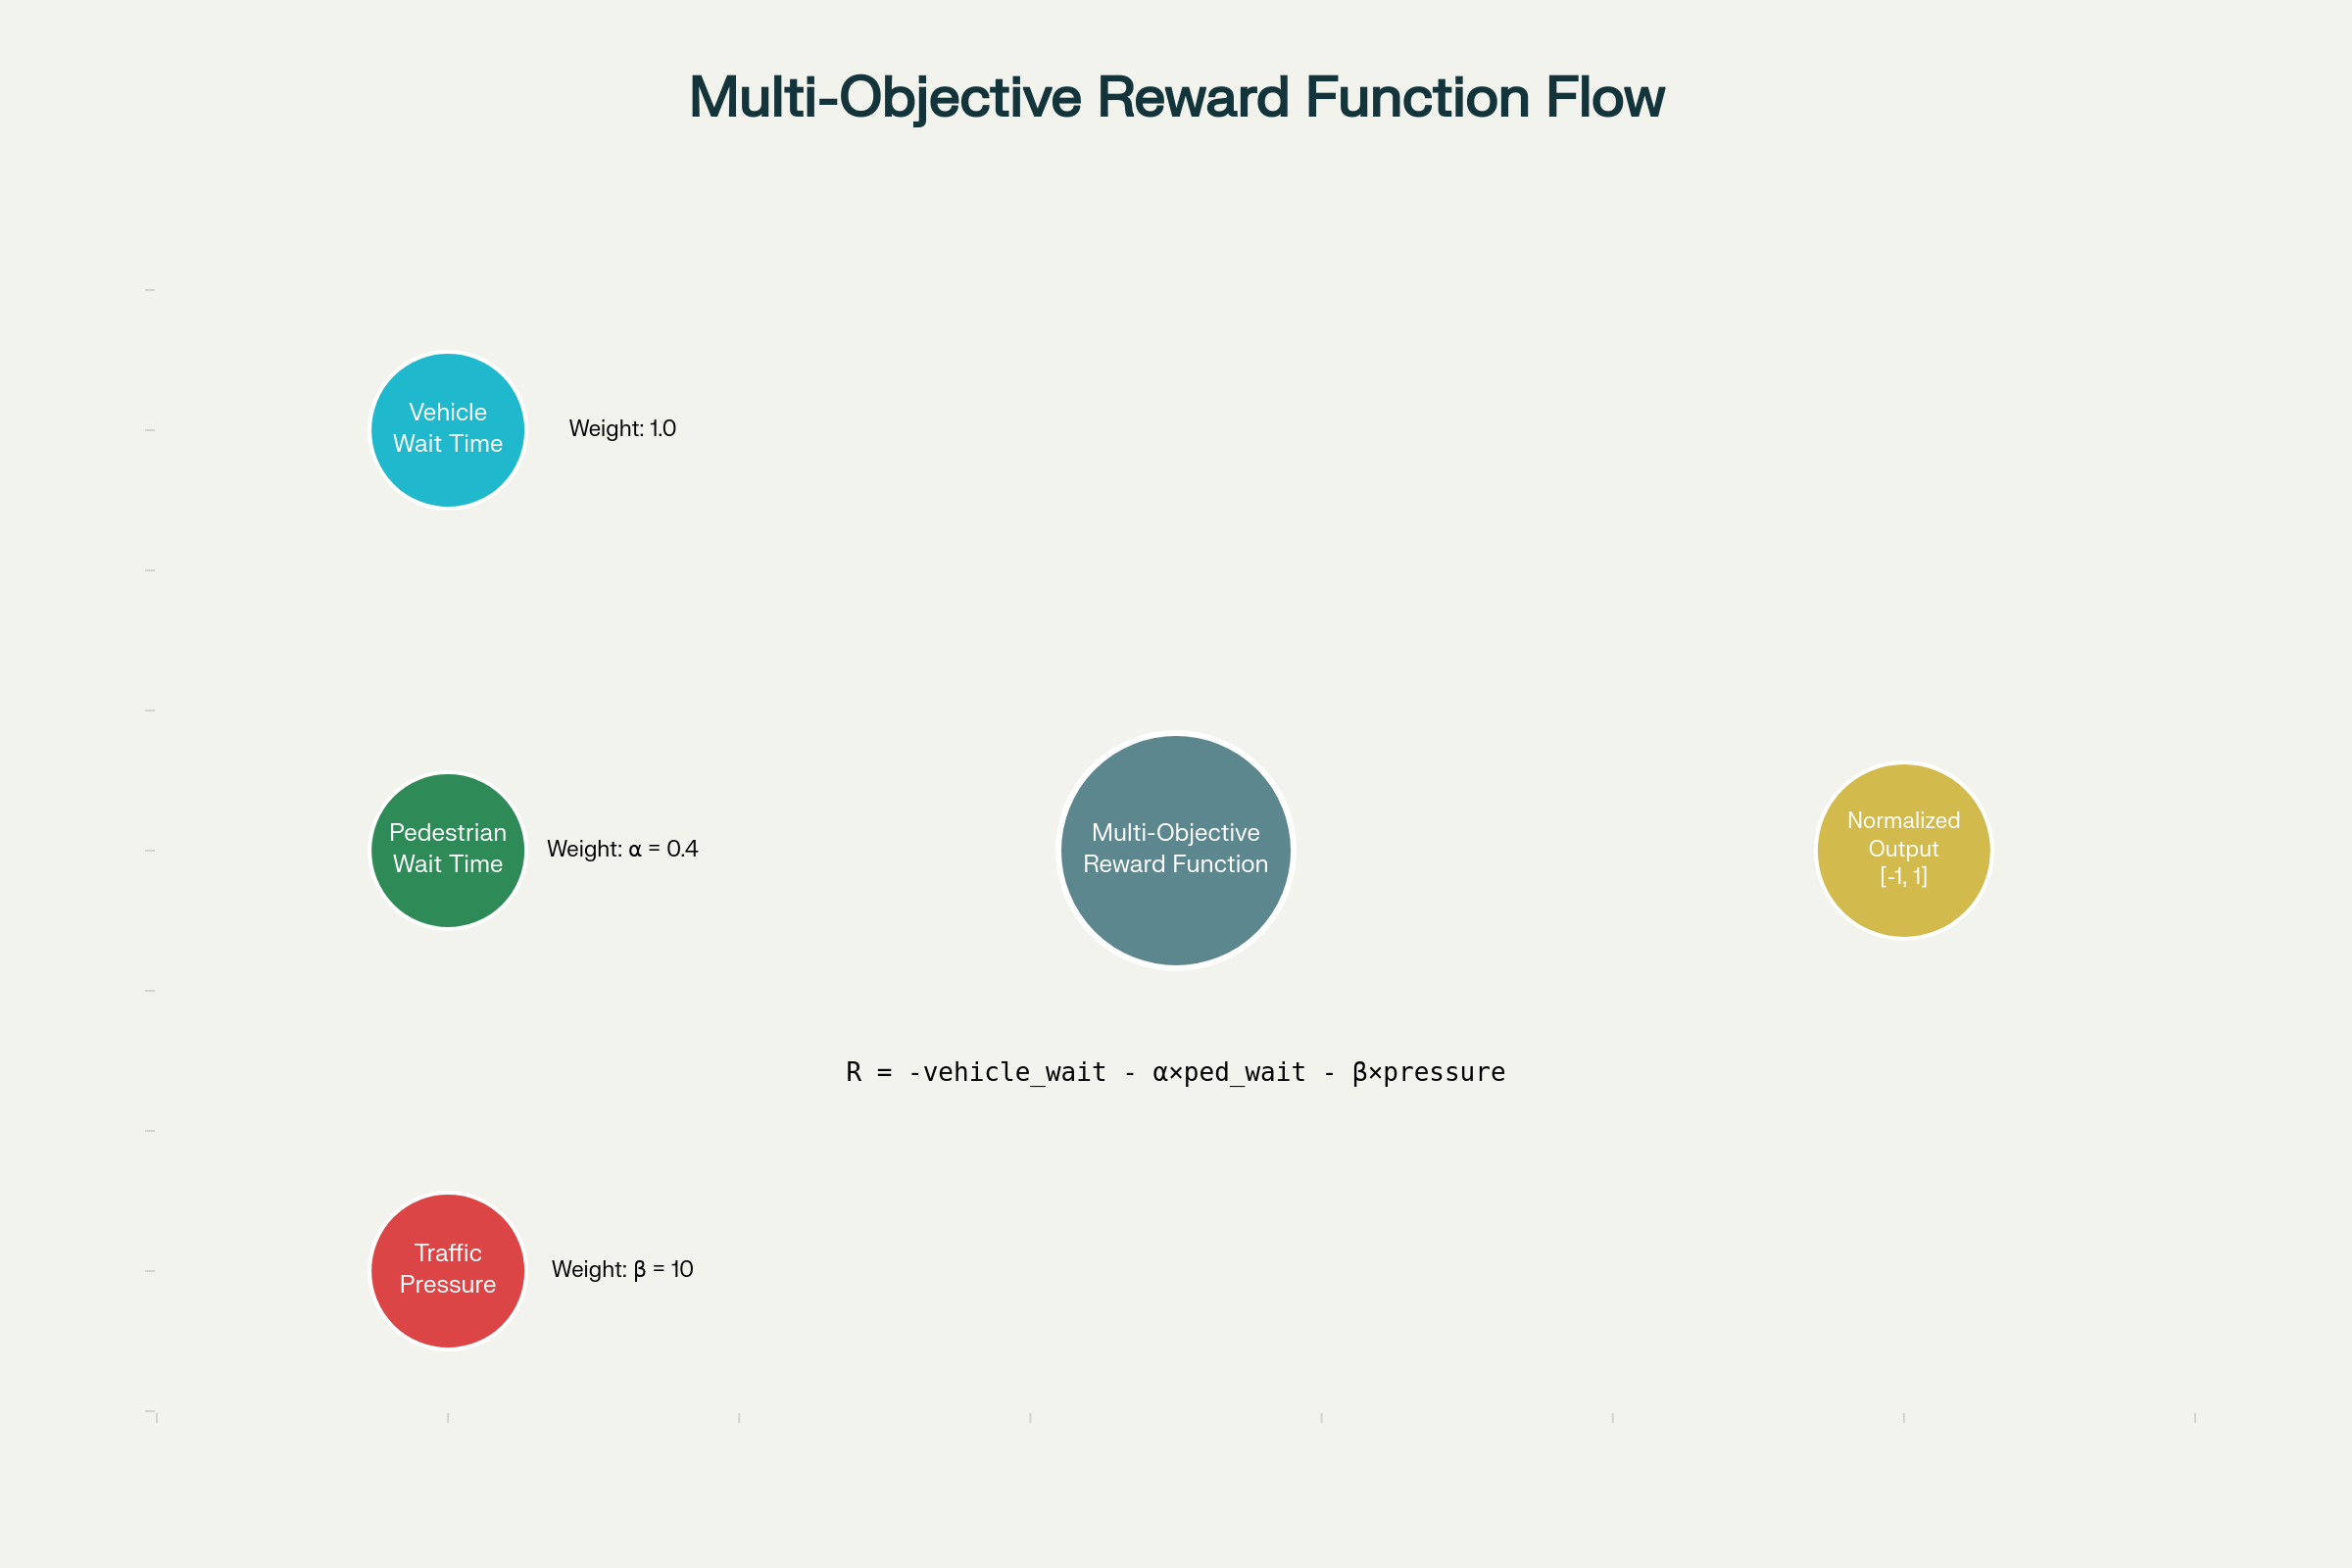 Multi-Objective Reward Function Flow
Vehicle
Wait Time
Weight: 1.0
Pedestrian
Wait Time
Weight: α = 0.4
Multi-Objective
Reward Function
Normalized
Output
[-1, 1]
R = -vehicle_wait - α×ped_wait - β×pressure
Traffic
Pressure
Weight: β = 10